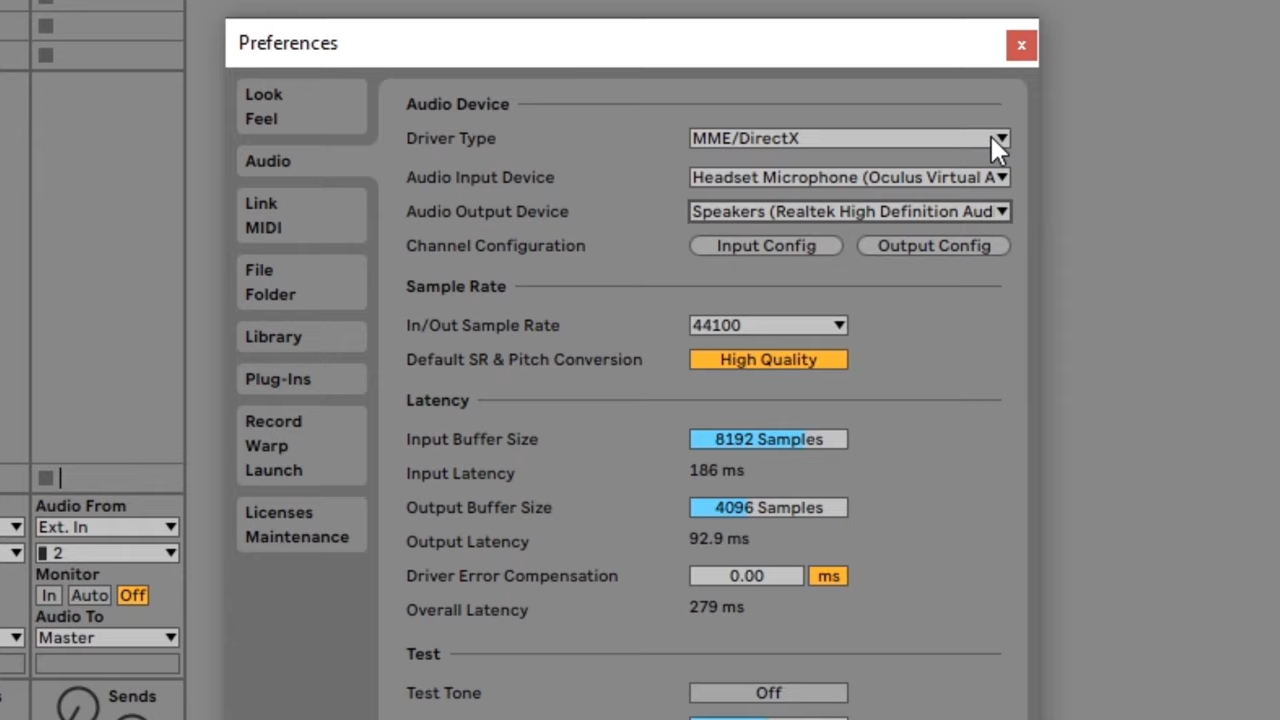 Preferences
x
Look
Feel
Audio
Link
MIDI
File
Folder
Library
Plug-Ins
Record
Warp
Launch
Licenses
Maintenance
Audio Device
Driver Type MME/DirectX
Audio Input Device Headset Microphone (Oculus Virtual A
Audio Output Device Speakers (Realtek High Definition Aud
Channel Configuration Input Config Output Config
Sample Rate
In/Out Sample Rate 44100
Default SR & Pitch Conversion High Quality
Latency
Input Buffer Size 8192 Samples
Input Latency 186 ms
Output Buffer Size 4096 Samples
Output Latency 92.9 ms
Driver Error Compensation 0.00 ms
Overall Latency 279 ms
Test
Test Tone Off
Audio From
Ext. In
2
Monitor
In Auto Off
Audio To
Master
Sends